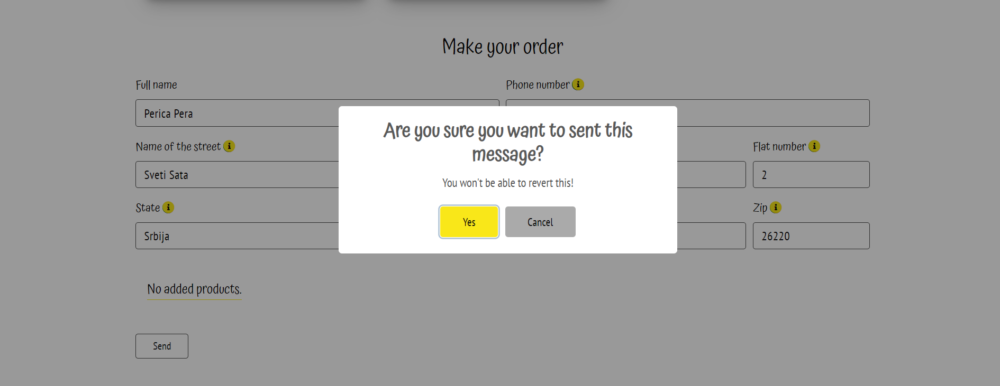 Make your order
Full name
Phone number
Perica Pera
Are you sure you want to sent this
message?
Name of the street
Flat number
Sveti Sata
2
You won't be able to revert this!
State
Zip
Yes
Cancel
Srbija
26220
No added products.
Send